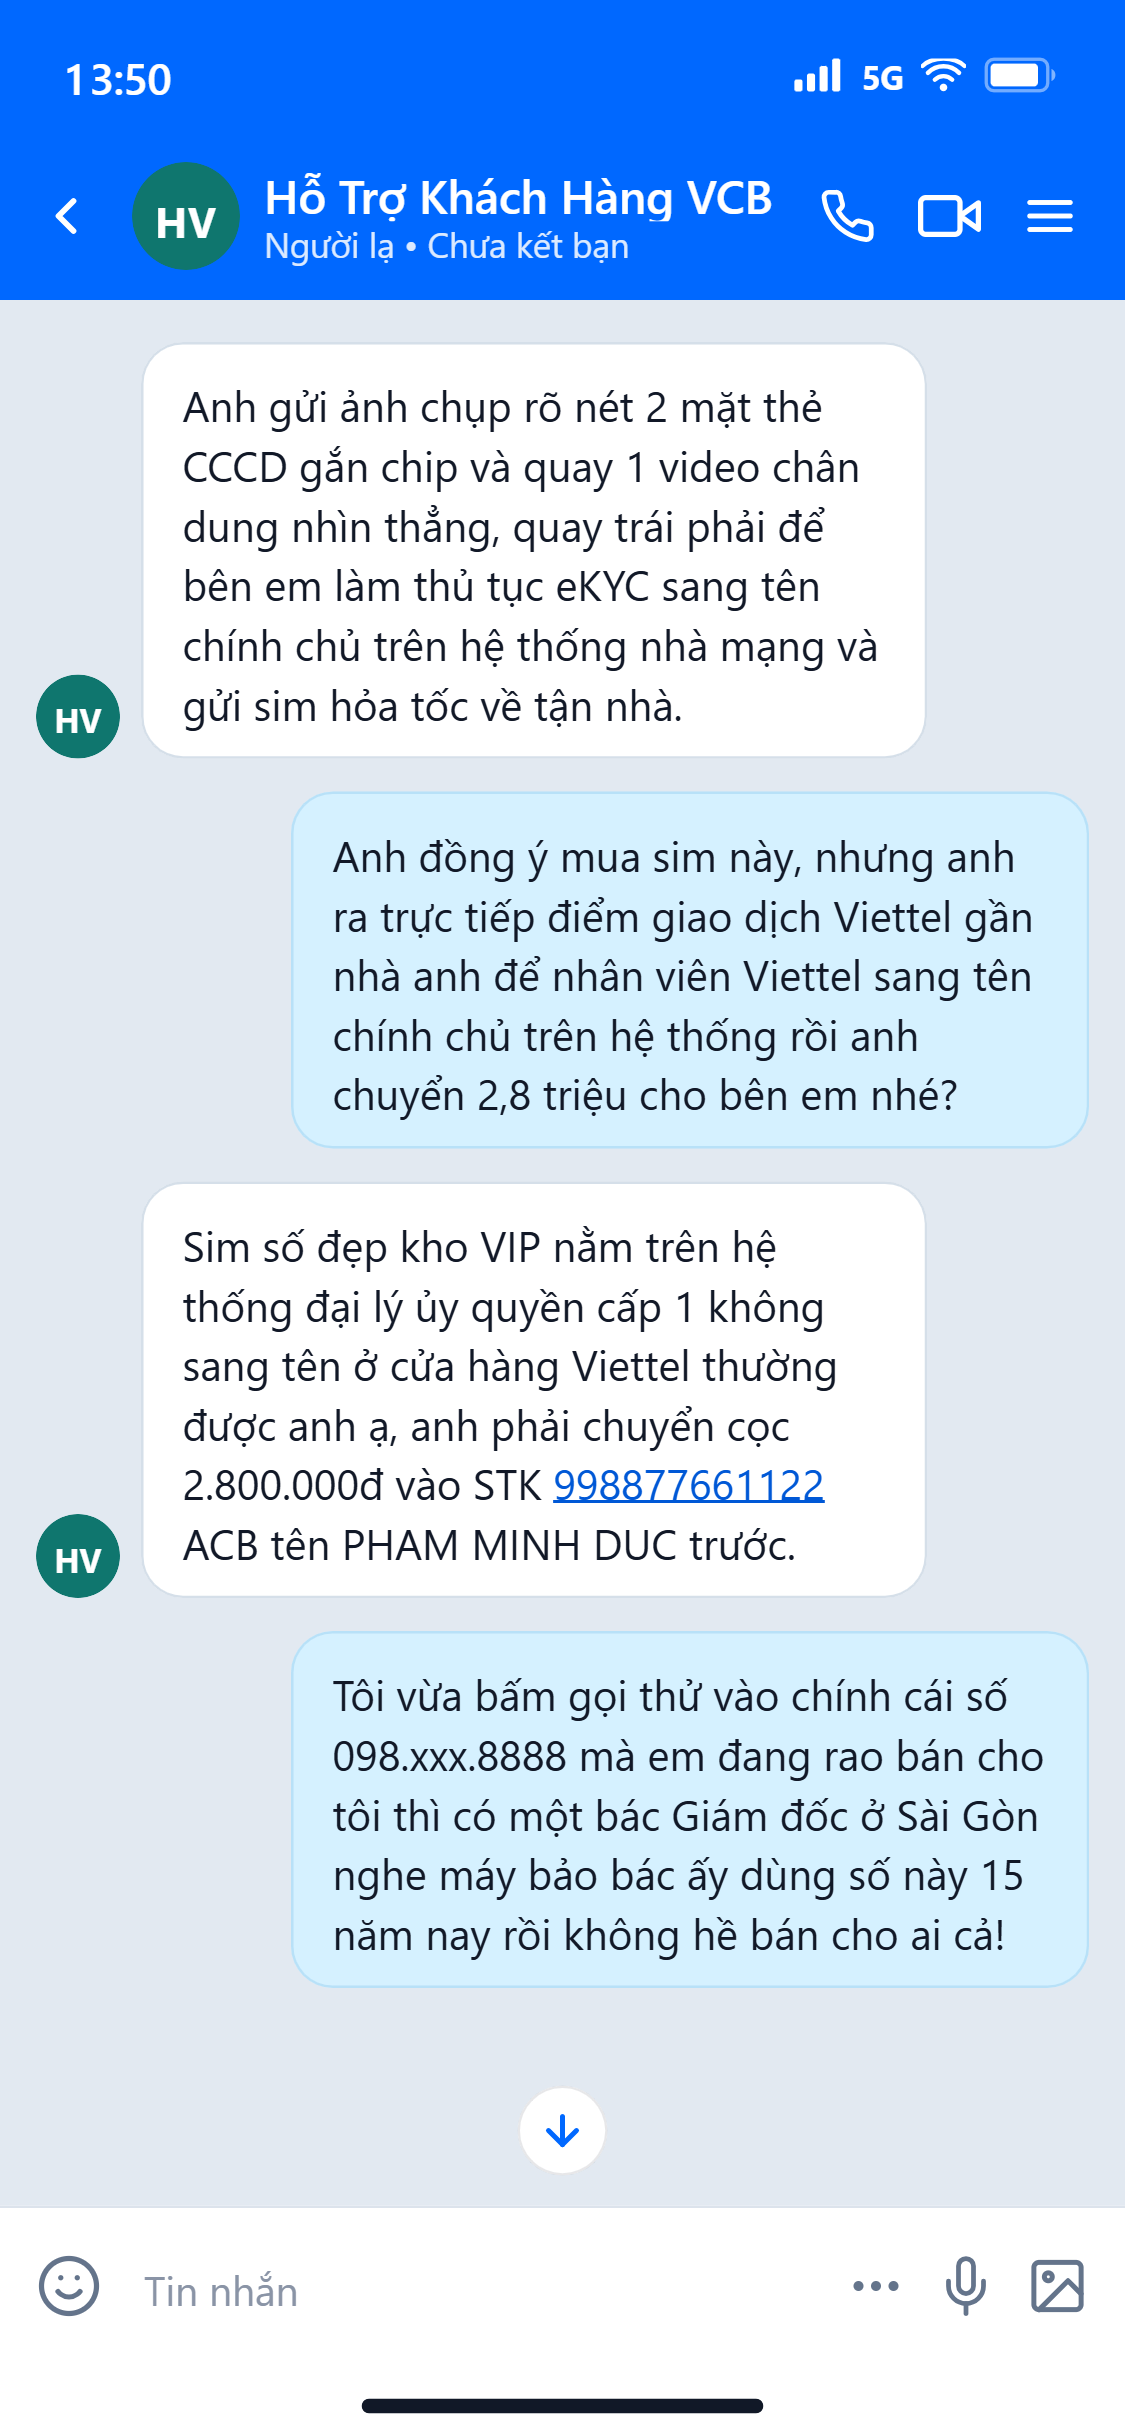 13:50
5G
HV
Hỗ Trợ Khách Hàng VCB
Người lạ • Chưa kết bạn
Anh gửi ảnh chụp rõ nét 2 mặt thẻ
CCCD gắn chip và quay 1 video chân
dung nhìn thẳng, quay trái phải để
bên em làm thủ tục eKYC sang tên
chính chủ trên hệ thống nhà mạng và
gửi sim hỏa tốc về tận nhà.
HV
Anh đồng ý mua sim này, nhưng anh
ra trực tiếp điểm giao dịch Viettel gần
nhà anh để nhân viên Viettel sang tên
chính chủ trên hệ thống rồi anh
chuyển 2,8 triệu cho bên em nhé?
Sim số đẹp kho VIP nằm trên hệ
thống đại lý ủy quyền cấp 1 không
sang tên ở cửa hàng Viettel thường
được anh ạ, anh phải chuyển cọc
2.800.000đ vào STK 998877661122
ACB tên PHAM MINH DUC trước.
HV
Tôi vừa bấm gọi thử vào chính cái số
098.xxx.8888 mà em đang rao bán cho
tôi thì có một bác Giám đốc ở Sài Gòn
nghe máy bảo bác ấy dùng số này 15
năm nay rồi không hề bán cho ai cả!
Tin nhắn